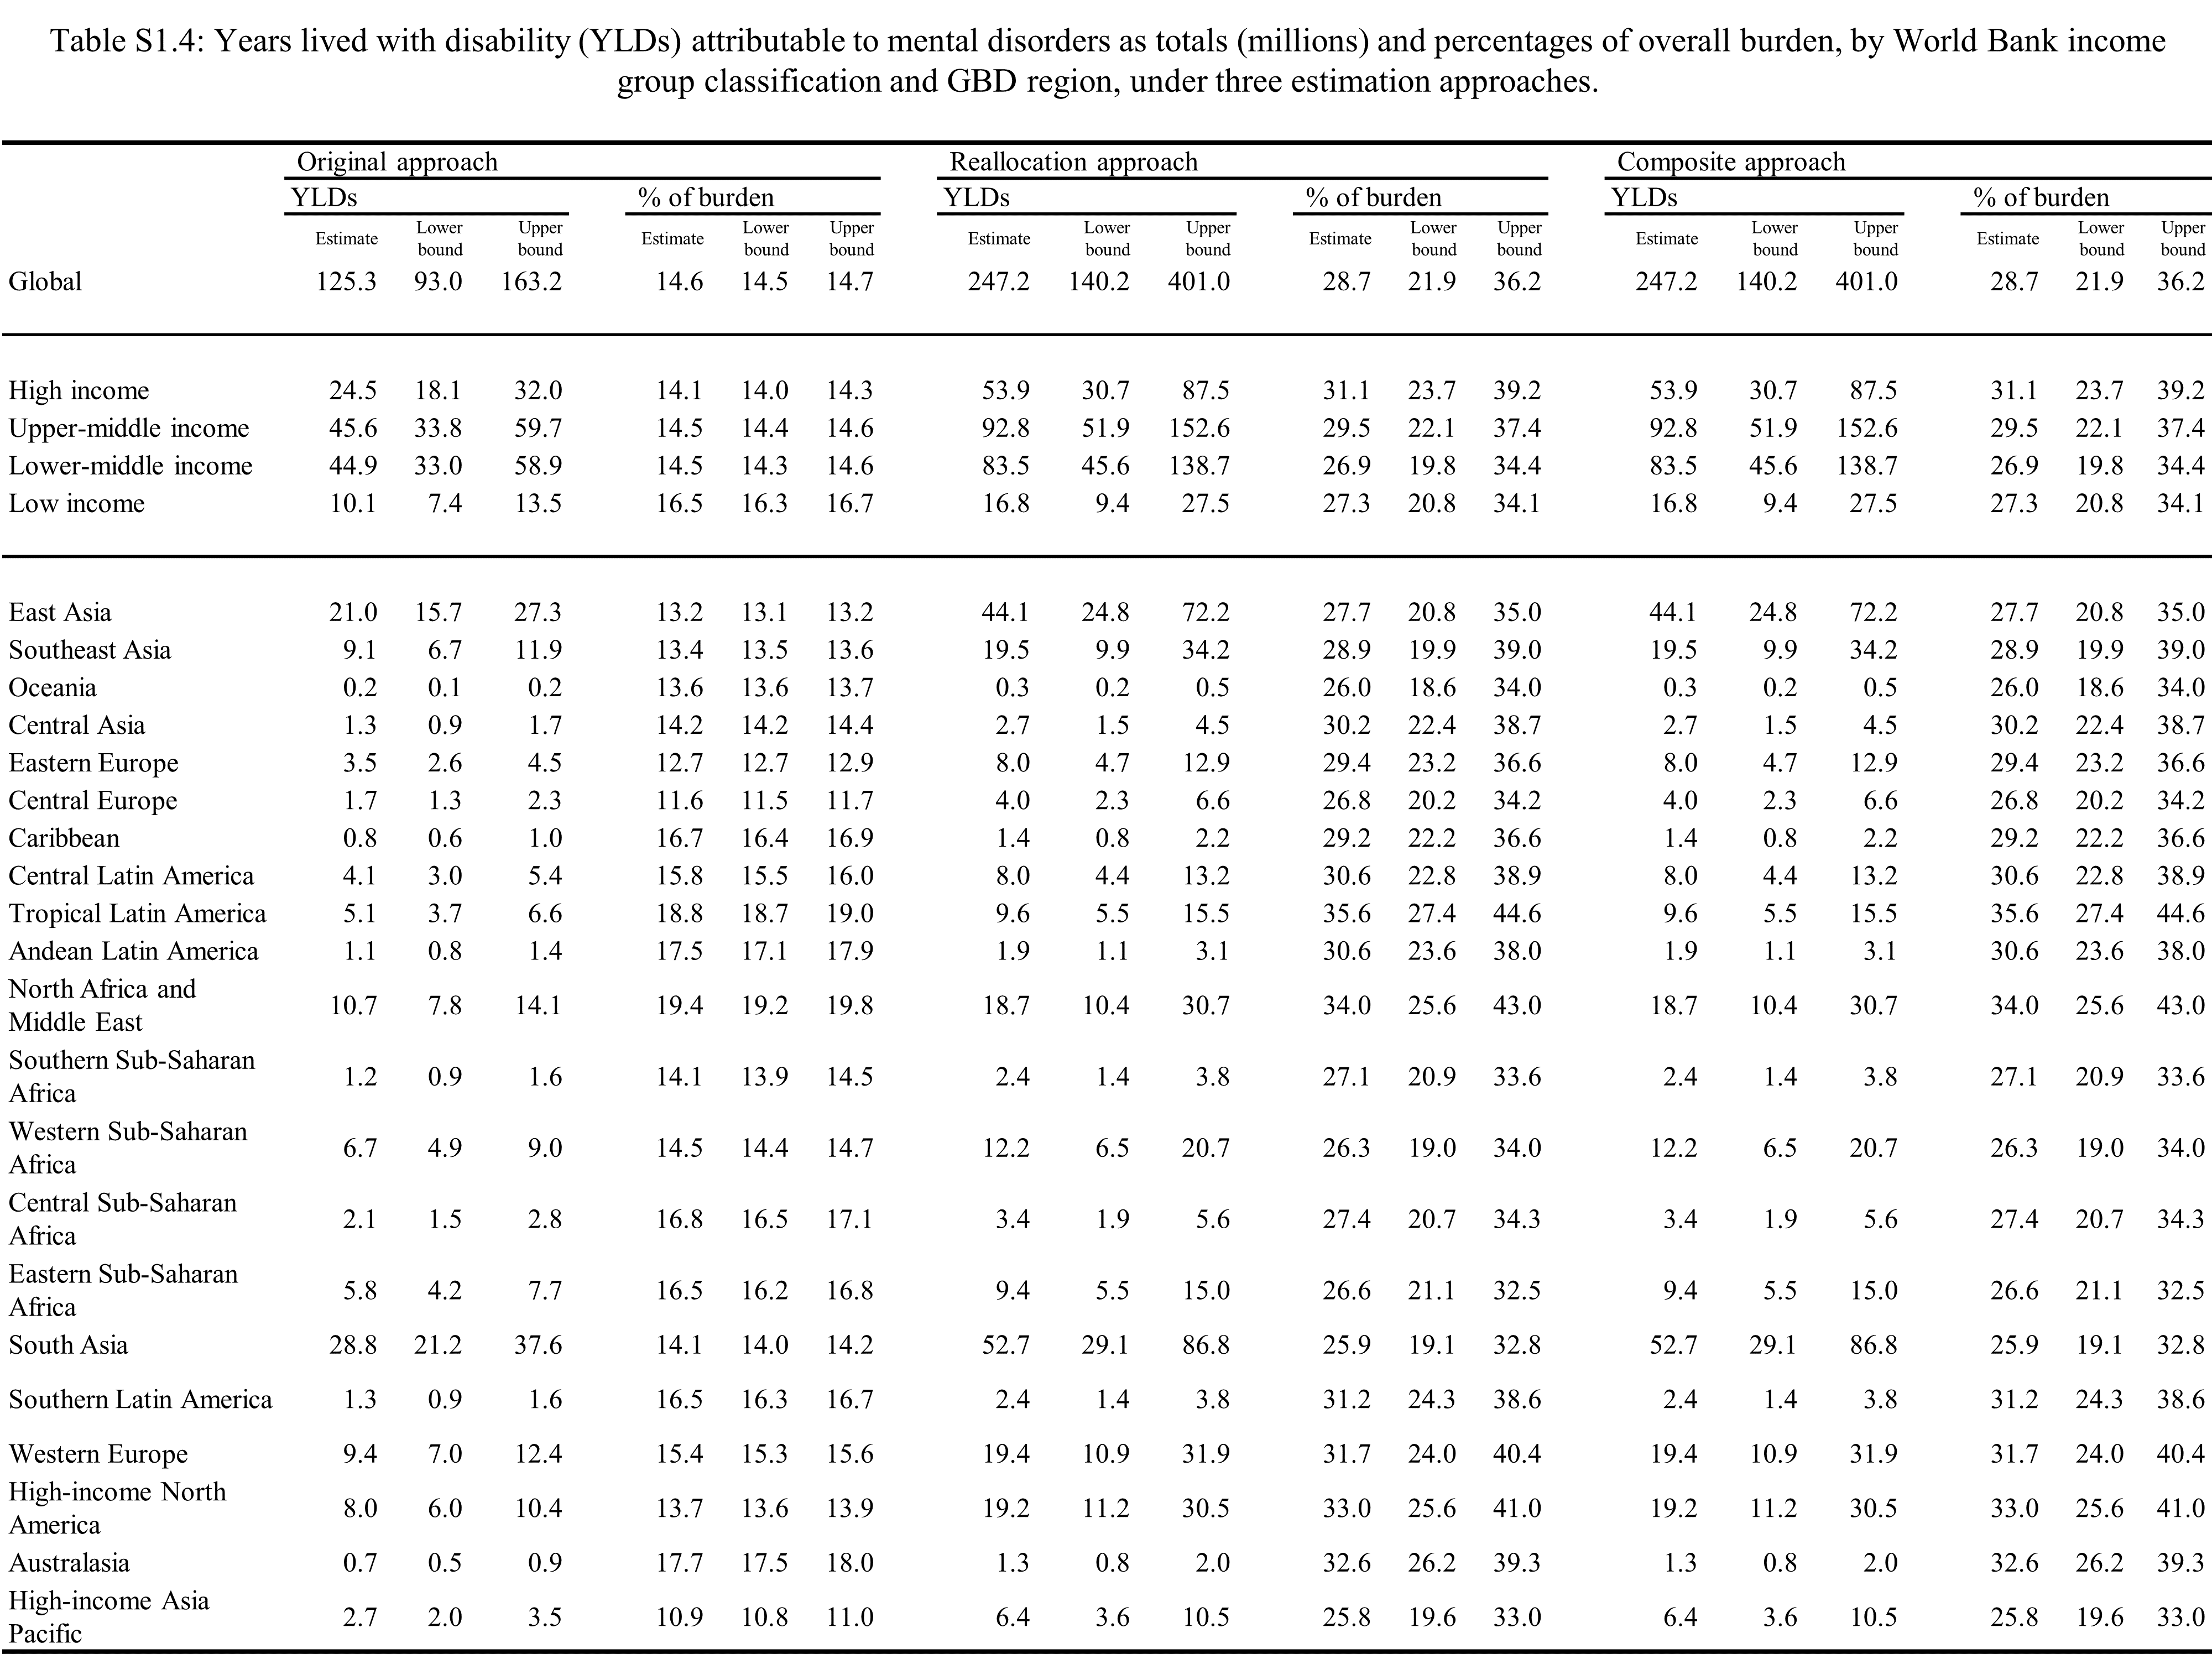 Table S1.4: Years lived with disability (YLDs) attributable to mental disorders as totals (millions) and percentages of overall burden, by World Bank income
group classification and GBD region, under three estimation approaches.
Original approach Reallocation approach Composite approach
YLDs % of burden YLDs % of burden YLDs % of burden
Estimate Lower bound Upper bound Estimate Lower bound Upper bound Estimate Lower bound Upper bound Estimate Lower bound Upper bound Estimate Lower bound Upper bound Estimate Lower bound Upper bound
Global 125.3 93.0 163.2 14.6 14.5 14.7 247.2 140.2 401.0 28.7 21.9 36.2 247.2 140.2 401.0 28.7 21.9 36.2
High income 24.5 18.1 32.0 14.1 14.0 14.3 53.9 30.7 87.5 31.1 23.7 39.2 53.9 30.7 87.5 31.1 23.7 39.2
Upper-middle income 45.6 33.8 59.7 14.5 14.4 14.6 92.8 51.9 152.6 29.5 22.1 37.4 92.8 51.9 152.6 29.5 22.1 37.4
Lower-middle income 44.9 33.0 58.9 14.5 14.3 14.6 83.5 45.6 138.7 26.9 19.8 34.4 83.5 45.6 138.7 26.9 19.8 34.4
Low income 10.1 7.4 13.5 16.5 16.3 16.7 16.8 9.4 27.5 27.3 20.8 34.1 16.8 9.4 27.5 27.3 20.8 34.1
East Asia 21.0 15.7 27.3 13.2 13.1 13.2 44.1 24.8 72.2 27.7 20.8 35.0 44.1 24.8 72.2 27.7 20.8 35.0
Southeast Asia 9.1 6.7 11.9 13.4 13.5 13.6 19.5 9.9 34.2 28.9 19.9 39.0 19.5 9.9 34.2 28.9 19.9 39.0
Oceania 0.2 0.1 0.2 13.6 13.6 13.7 0.3 0.2 0.5 26.0 18.6 34.0 0.3 0.2 0.5 26.0 18.6 34.0
Central Asia 1.3 0.9 1.7 14.2 14.2 14.4 2.7 1.5 4.5 30.2 22.4 38.7 2.7 1.5 4.5 30.2 22.4 38.7
Eastern Europe 3.5 2.6 4.5 12.7 12.7 12.9 8.0 4.7 12.9 29.4 23.2 36.6 8.0 4.7 12.9 29.4 23.2 36.6
Central Europe 1.7 1.3 2.3 11.6 11.5 11.7 4.0 2.3 6.6 26.8 20.2 34.2 4.0 2.3 6.6 26.8 20.2 34.2
Caribbean 0.8 0.6 1.0 16.7 16.4 16.9 1.4 0.8 2.2 29.2 22.2 36.6 1.4 0.8 2.2 29.2 22.2 36.6
Central Latin America 4.1 3.0 5.4 15.8 15.5 16.0 8.0 4.4 13.2 30.6 22.8 38.9 8.0 4.4 13.2 30.6 22.8 38.9
Tropical Latin America 5.1 3.7 6.6 18.8 18.7 19.0 9.6 5.5 15.5 35.6 27.4 44.6 9.6 5.5 15.5 35.6 27.4 44.6
Andean Latin America 1.1 0.8 1.4 17.5 17.1 17.9 1.9 1.1 3.1 30.6 23.6 38.0 1.9 1.1 3.1 30.6 23.6 38.0
North Africa and
Middle East 10.7 7.8 14.1 19.4 19.2 19.8 18.7 10.4 30.7 34.0 25.6 43.0 18.7 10.4 30.7 34.0 25.6 43.0
Southern Sub-Saharan
Africa 1.2 0.9 1.6 14.1 13.9 14.5 2.4 1.4 3.8 27.1 20.9 33.6 2.4 1.4 3.8 27.1 20.9 33.6
Western Sub-Saharan
Africa 6.7 4.9 9.0 14.5 14.4 14.7 12.2 6.5 20.7 26.3 19.0 34.0 12.2 6.5 20.7 26.3 19.0 34.0
Central Sub-Saharan
Africa 2.1 1.5 2.8 16.8 16.5 17.1 3.4 1.9 5.6 27.4 20.7 34.3 3.4 1.9 5.6 27.4 20.7 34.3
Eastern Sub-Saharan
Africa 5.8 4.2 7.7 16.5 16.2 16.8 9.4 5.5 15.0 26.6 21.1 32.5 9.4 5.5 15.0 26.6 21.1 32.5
South Asia 28.8 21.2 37.6 14.1 14.0 14.2 52.7 29.1 86.8 25.9 19.1 32.8 52.7 29.1 86.8 25.9 19.1 32.8
Southern Latin America 1.3 0.9 1.6 16.5 16.3 16.7 2.4 1.4 3.8 31.2 24.3 38.6 2.4 1.4 3.8 31.2 24.3 38.6
Western Europe 9.4 7.0 12.4 15.4 15.3 15.6 19.4 10.9 31.9 31.7 24.0 40.4 19.4 10.9 31.9 31.7 24.0 40.4
High-income North
America 8.0 6.0 10.4 13.7 13.6 13.9 19.2 11.2 30.5 33.0 25.6 41.0 19.2 11.2 30.5 33.0 25.6 41.0
Australasia 0.7 0.5 0.9 17.7 17.5 18.0 1.3 0.8 2.0 32.6 26.2 39.3 1.3 0.8 2.0 32.6 26.2 39.3
High-income Asia
Pacific 2.7 2.0 3.5 10.9 10.8 11.0 6.4 3.6 10.5 25.8 19.6 33.0 6.4 3.6 10.5 25.8 19.6 33.0